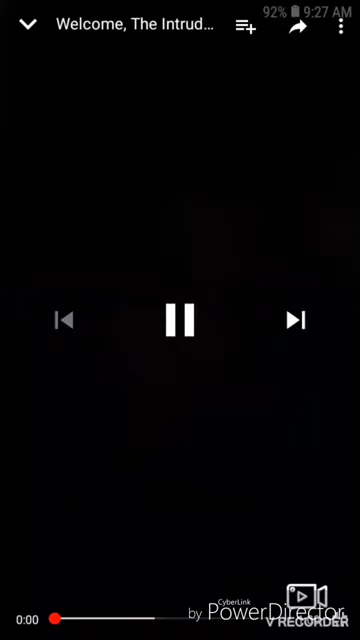 92% 9:27 AM
Welcome, The Intrud...
0:00
CyberLink
by PowerDirector
V RECORDER